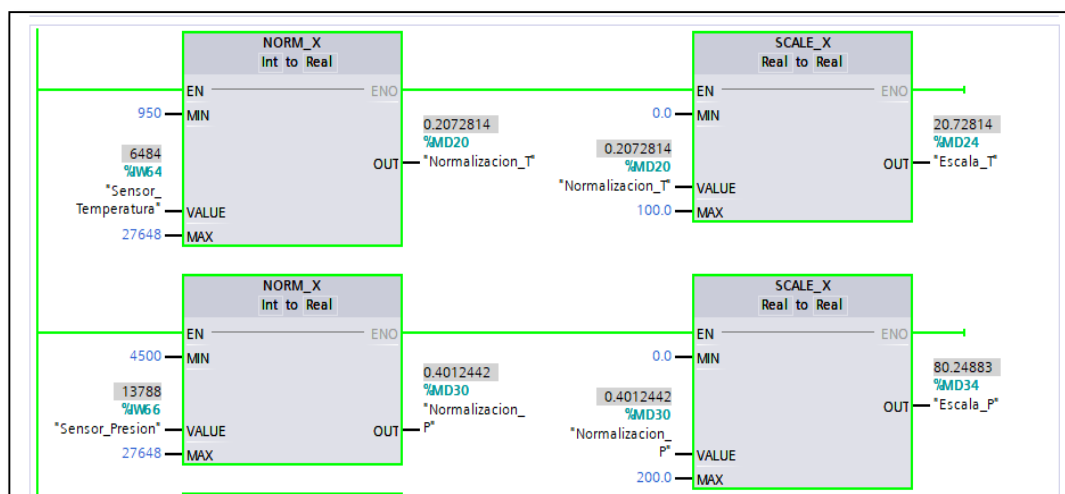 NORM_X
Int to Real
EN
ENO
950
MIN
6484
%IW64
"Sensor_
Temperatura"
VALUE
27648
MAX
0.2072814
%MD20
OUT
"Normalizacion_T"
SCALE_X
Real to Real
EN
ENO
0.0
MIN
0.2072814
%MD20
"Normalizacion_T"
VALUE
100.0
MAX
20.72814
%MD24
OUT
"Escala_T"
NORM_X
Int to Real
EN
ENO
4500
MIN
13788
%IW66
"Sensor_Presion"
VALUE
27648
MAX
0.4012442
%MD30
"Normalizacion_
OUT
P"
SCALE_X
Real to Real
EN
ENO
0.0
MIN
0.4012442
%MD30
"Normalizacion_
P"
VALUE
200.0
MAX
80.24883
%MD34
OUT
"Escala_P"